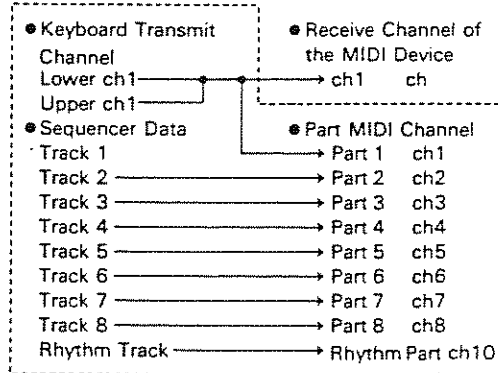 ● Keyboard Transmit
Channel
Lower ch1
Upper ch1
● Receive Channel of
the MIDI Device
ch1 ch
● Sequencer Data
Track 1
Track 2
Track 3
Track 4
Track 5
Track 6
Track 7
Track 8
Rhythm Track
● Part MIDI Channel
Part 1 ch1
Part 2 ch2
Part 3 ch3
Part 4 ch4
Part 5 ch5
Part 6 ch6
Part 7 ch7
Part 8 ch8
Rhythm Part ch10